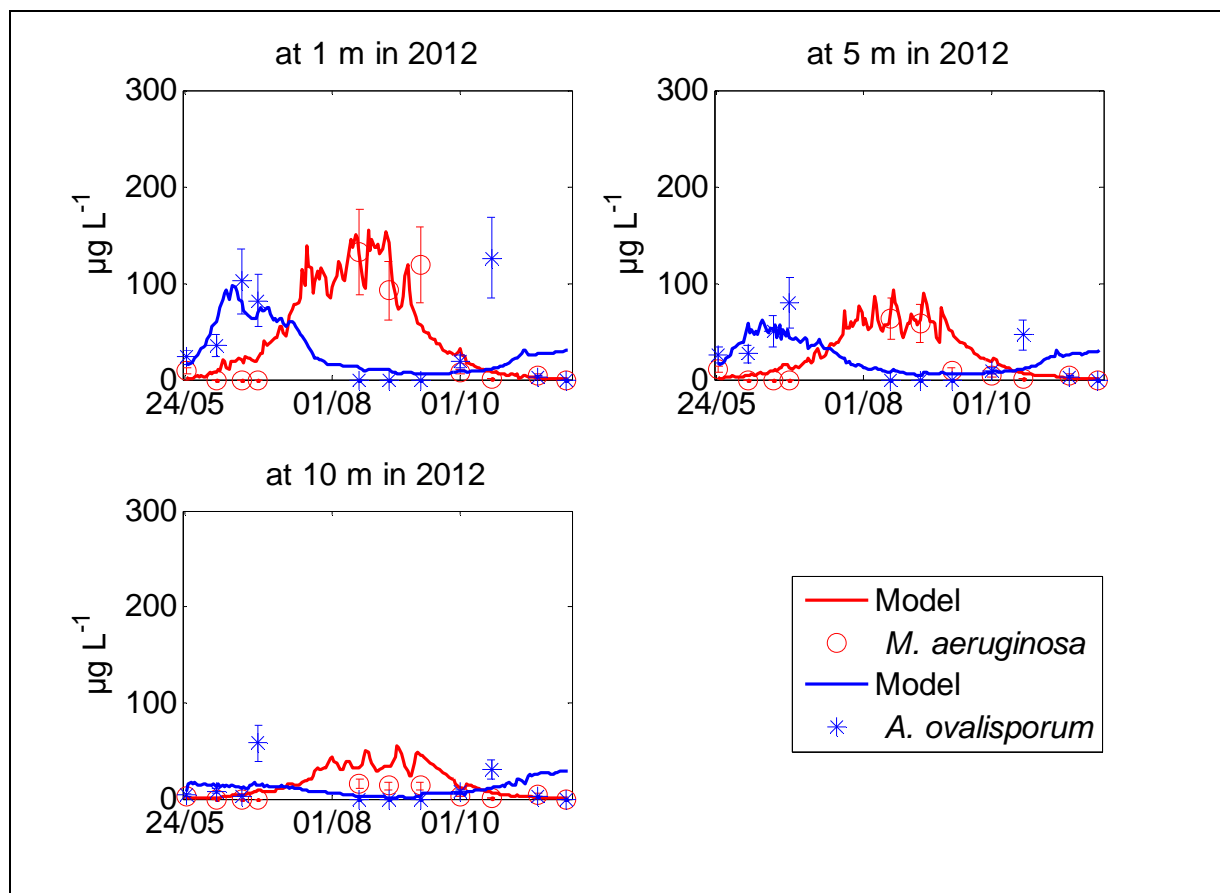 at 1 m in 2012
300
200
100
0
µg L⁻¹
24/05 01/08 01/10
at 5 m in 2012
300
200
100
0
µg L⁻¹
24/05 01/08 01/10
at 10 m in 2012
300
200
100
0
µg L⁻¹
24/05 01/08 01/10
Model
M. aeruginosa
Model
A. ovalisporum